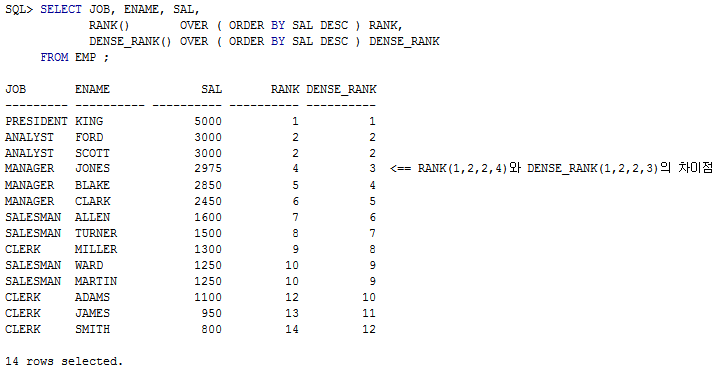 SQL> SELECT JOB, ENAME, SAL,
RANK() OVER ( ORDER BY SAL DESC ) RANK,
DENSE_RANK() OVER ( ORDER BY SAL DESC ) DENSE_RANK
FROM EMP ;
JOB ENAME SAL RANK DENSE_RANK
--------- ---------- ---------- ---------- ----------
PRESIDENT KING 5000 1 1
ANALYST FORD 3000 2 2
ANALYST SCOTT 3000 2 2
MANAGER JONES 2975 4 3 <== RANK(1,2,2,4)와 DENSE_RANK(1,2,2,3)의 차이점
MANAGER BLAKE 2850 5 4
MANAGER CLARK 2450 6 5
SALESMAN ALLEN 1600 7 6
SALESMAN TURNER 1500 8 7
CLERK MILLER 1300 9 8
SALESMAN WARD 1250 10 9
SALESMAN MARTIN 1250 10 9
CLERK ADAMS 1100 12 10
CLERK JAMES 950 13 11
CLERK SMITH 800 14 12
14 rows selected.